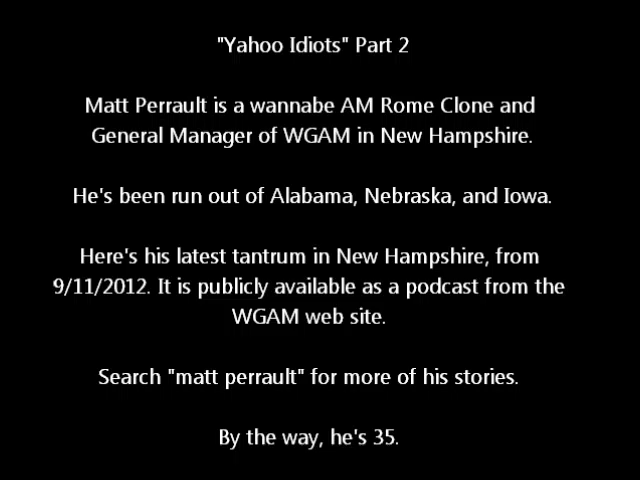 "Yahoo Idiots" Part 2
Matt Perrault is a wannabe AM Rome Clone and
General Manager of WGAM in New Hampshire.
He's been run out of Alabama, Nebraska, and Iowa.
Here's his latest tantrum in New Hampshire, from
9/11/2012. It is publicly available as a podcast from the
WGAM web site.
Search "matt perrault" for more of his stories.
By the way, he's 35.